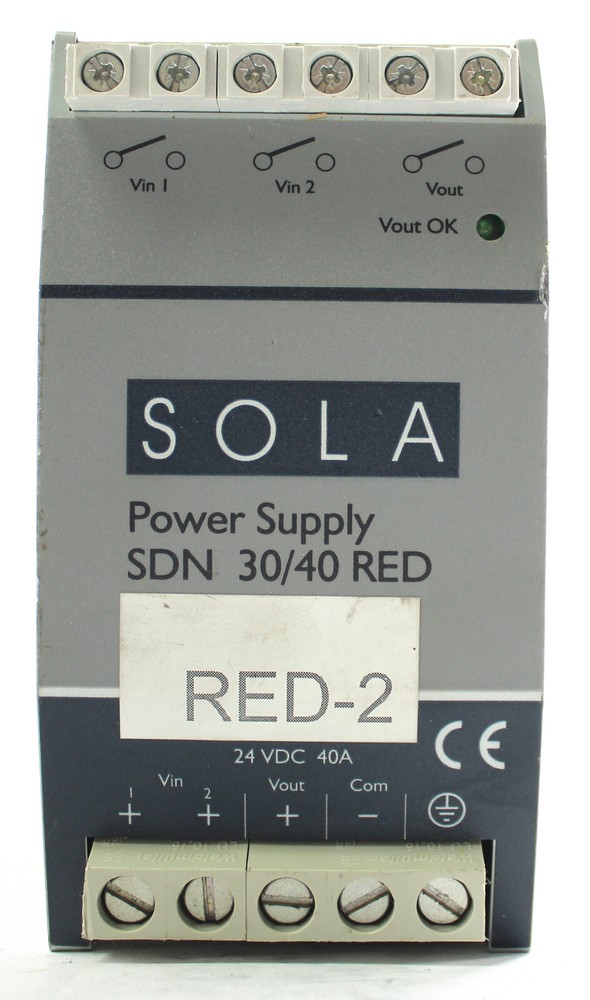 Vin 1 Vin 2 Vout
Vout OK
SOLA
Power Supply
SDN 30/40 RED
RED-2
24 VDC 40A
CE
Vin Vout Com
1 2
+ + + −